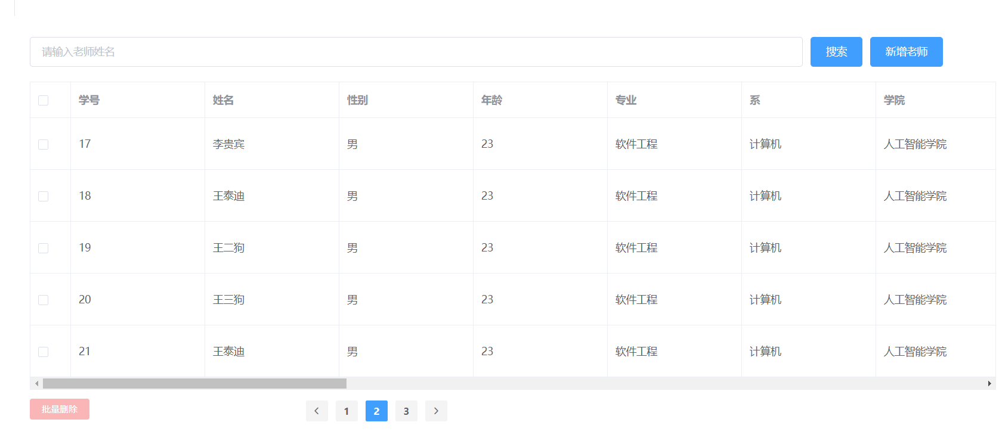 请输入老师姓名 搜索 新增老师
学号 姓名 性别 年龄 专业 系 学院
17 李贵宾 男 23 软件工程 计算机 人工智能学院
18 王泰迪 男 23 软件工程 计算机 人工智能学院
19 王二狗 男 23 软件工程 计算机 人工智能学院
20 王三狗 男 23 软件工程 计算机 人工智能学院
21 王泰迪 男 23 软件工程 计算机 人工智能学院
批量删除 1 2 3